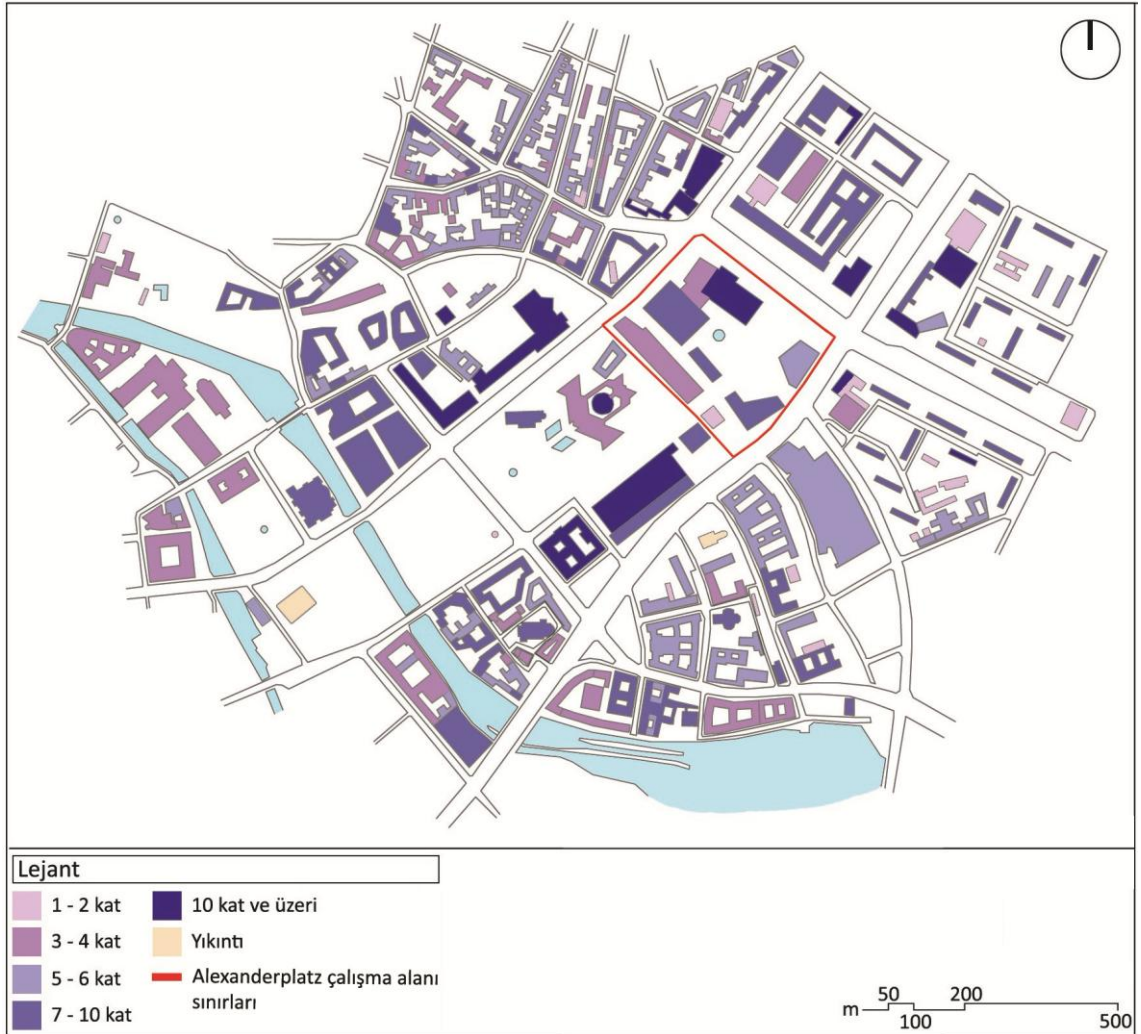 Lejant
1 - 2 kat
3 - 4 kat
5 - 6 kat
7 - 10 kat
10 kat ve üzeri
Yıkıntı
Alexanderplatz çalışma alanı
sınırları
m 50 200
100 500